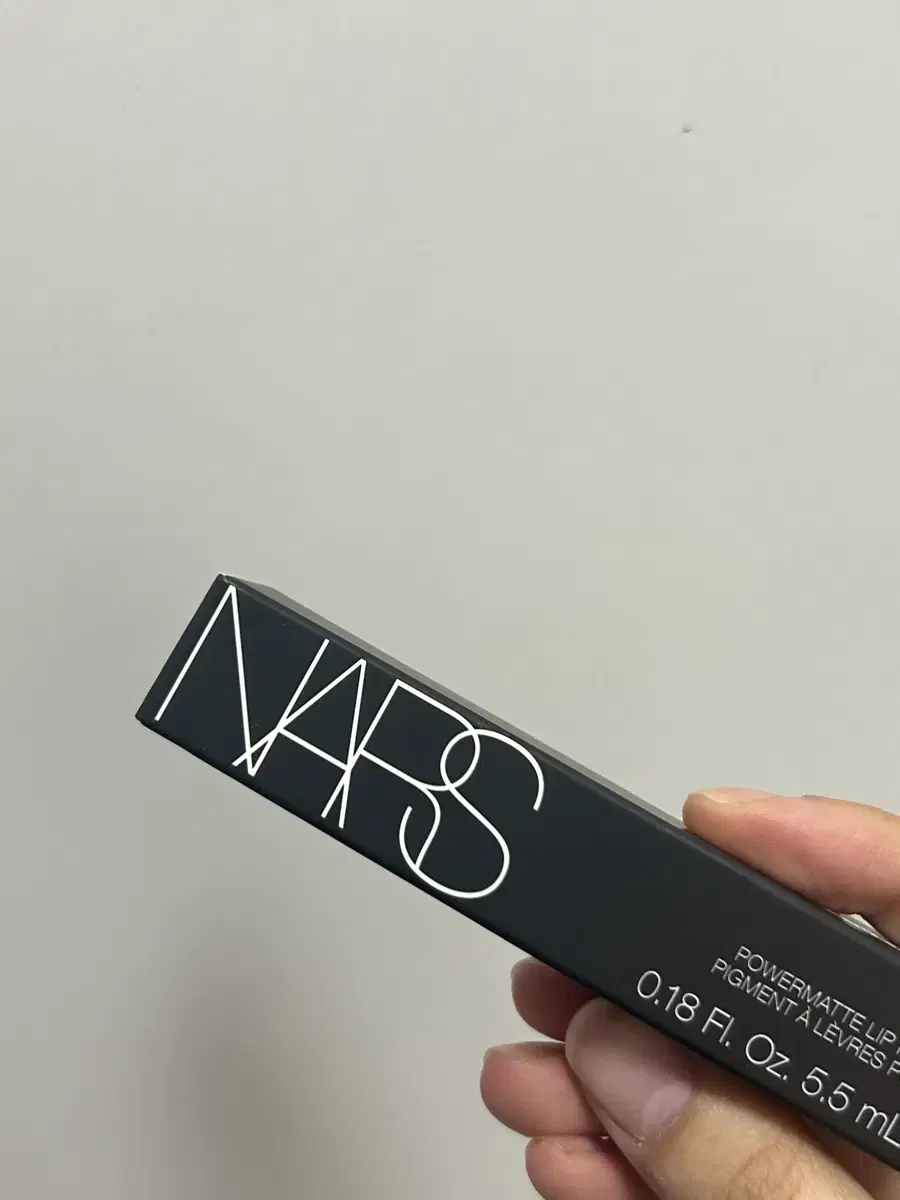 NARS
POWERMATTE LIP
PIGMENT À LÈVRES
0.18 Fl. Oz. 5.5 mL